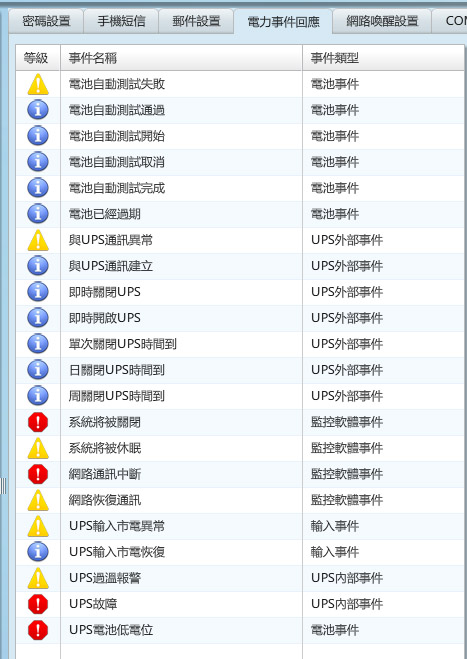 密碼設置 手機短信 郵件設置 電力事件回應 網路喚醒設置 COM
等級 事件名稱 事件類型
電池自動測試失敗 電池事件
電池自動測試通過 電池事件
電池自動測試開始 電池事件
電池自動測試取消 電池事件
電池自動測試完成 電池事件
電池已經過期 電池事件
與UPS通訊異常 UPS外部事件
與UPS通訊建立 UPS外部事件
即時關閉UPS UPS外部事件
即時開啟UPS UPS外部事件
單次關閉UPS時間到 UPS外部事件
日關閉UPS時間到 UPS外部事件
周關閉UPS時間到 UPS外部事件
系統將被關閉 監控軟體事件
系統將被休眠 監控軟體事件
網路通訊中斷 監控軟體事件
網路恢復通訊 監控軟體事件
UPS輸入市電異常 輸入事件
UPS輸入市電恢復 輸入事件
UPS過溫報警 UPS內部事件
UPS故障 UPS內部事件
UPS電池低電位 電池事件